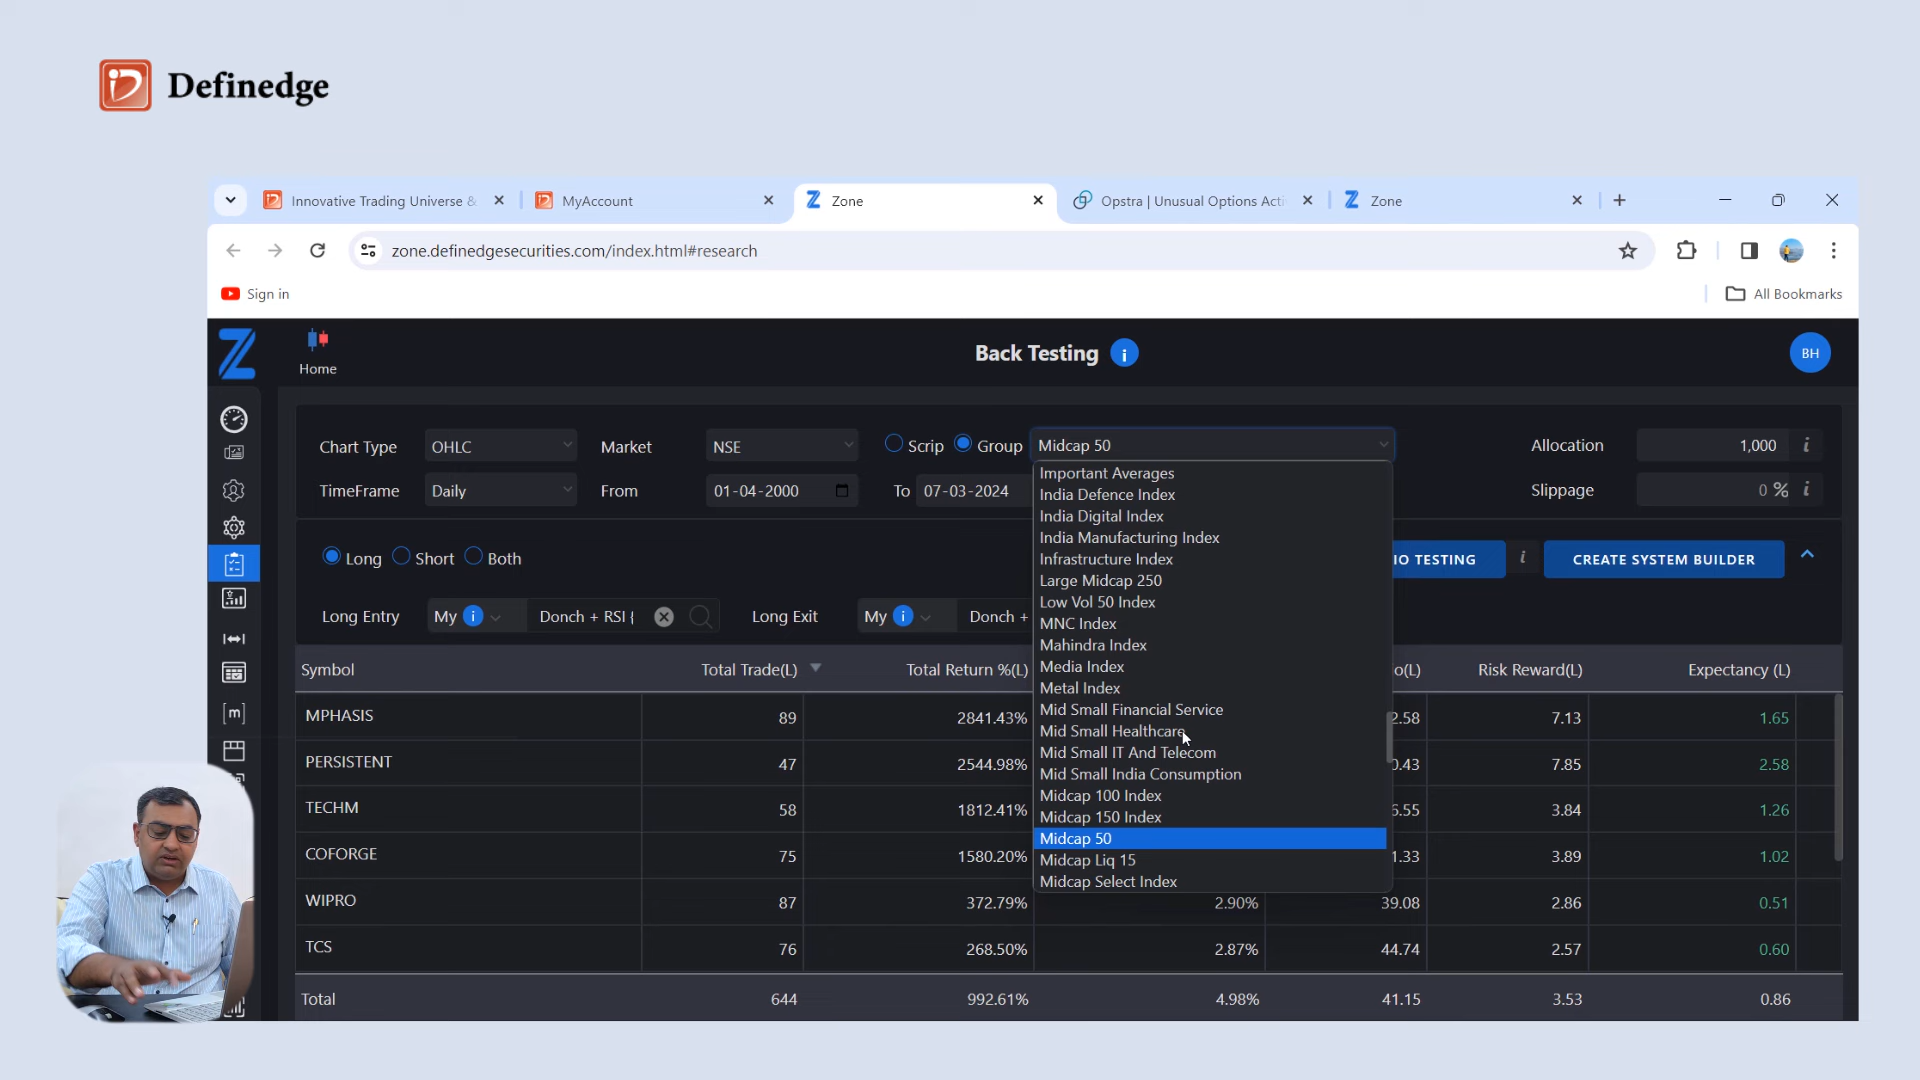 Definedge
Innovative Trading Universe &
MyAccount
Zone
Opstra | Unusual Options Acti
Zone
zone.definedgesecurities.com/index.html#research
Sign in
All Bookmarks
Home
Back Testing
BH
Chart Type
OHLC
Market
NSE
Scrip
Group
Midcap 50
Allocation
1,000
TimeFrame
Daily
From
01-04-2000
To
07-03-2024
Slippage
0 %
Important Averages
India Defence Index
India Digital Index
India Manufacturing Index
Infrastructure Index
Large Midcap 250
Low Vol 50 Index
MNC Index
Mahindra Index
Media Index
Metal Index
Mid Small Financial Service
Mid Small Healthcare
Mid Small IT And Telecom
Mid Small India Consumption
Midcap 100 Index
Midcap 150 Index
Midcap 50
Midcap Liq 15
Midcap Select Index
Long
Short
Both
IO TESTING
CREATE SYSTEM BUILDER
Long Entry
My
Donch + RSI
Long Exit
My
Donch +
Symbol Total Trade(L) Total Return %(L) o(L) Risk Reward(L) Expectancy (L)
MPHASIS 89 2841.43% 2.58 7.13 1.65
PERSISTENT 47 2544.98% 0.43 7.85 2.58
TECHM 58 1812.41% 6.55 3.84 1.26
COFORGE 75 1580.20% 1.33 3.89 1.02
WIPRO 87 372.79% 2.90% 39.08 2.86 0.51
TCS 76 268.50% 2.87% 44.74 2.57 0.60
Total 644 992.61% 4.98% 41.15 3.53 0.86